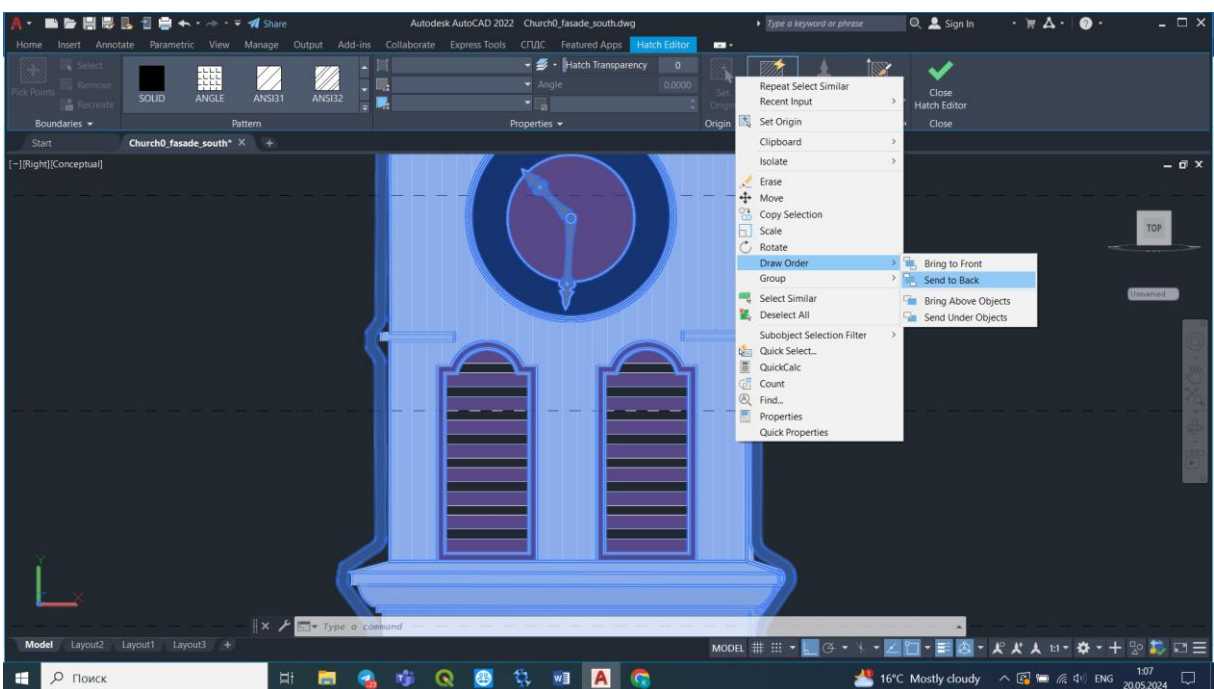 Share
Autodesk AutoCAD 2022 Church0_fasade_south.dwg
Type a keyword or phrase
Sign In
Home Insert Annotate Parametric View Manage Output Add-ins Collaborate Express Tools СПДС Featured Apps Hatch Editor
Pick Points
Select
Remove
Recreate
SOLID ANGLE ANSI31 ANSI32
Hatch Transparency 0
Angle 0.0000
Set
Origin
Close
Hatch Editor
Boundaries Pattern Properties Origin Close
Start Church0_fasade_south* +
[−][Right][Conceptual]
Repeat Select Similar
Recent Input
Set Origin
Clipboard
Isolate
Erase
Move
Copy Selection
Scale
Rotate
Draw Order
Group
Select Similar
Deselect All
Subobject Selection Filter
Quick Select...
QuickCalc
Count
Find...
Properties
Quick Properties
Bring to Front
Send to Back
Bring Above Objects
Send Under Objects
TOP
Unnamed
Y
X
Type a command
Model Layout2 Layout1 Layout3 +
MODEL 1:1
Поиск
16°C Mostly cloudy ENG 1:07
20.05.2024